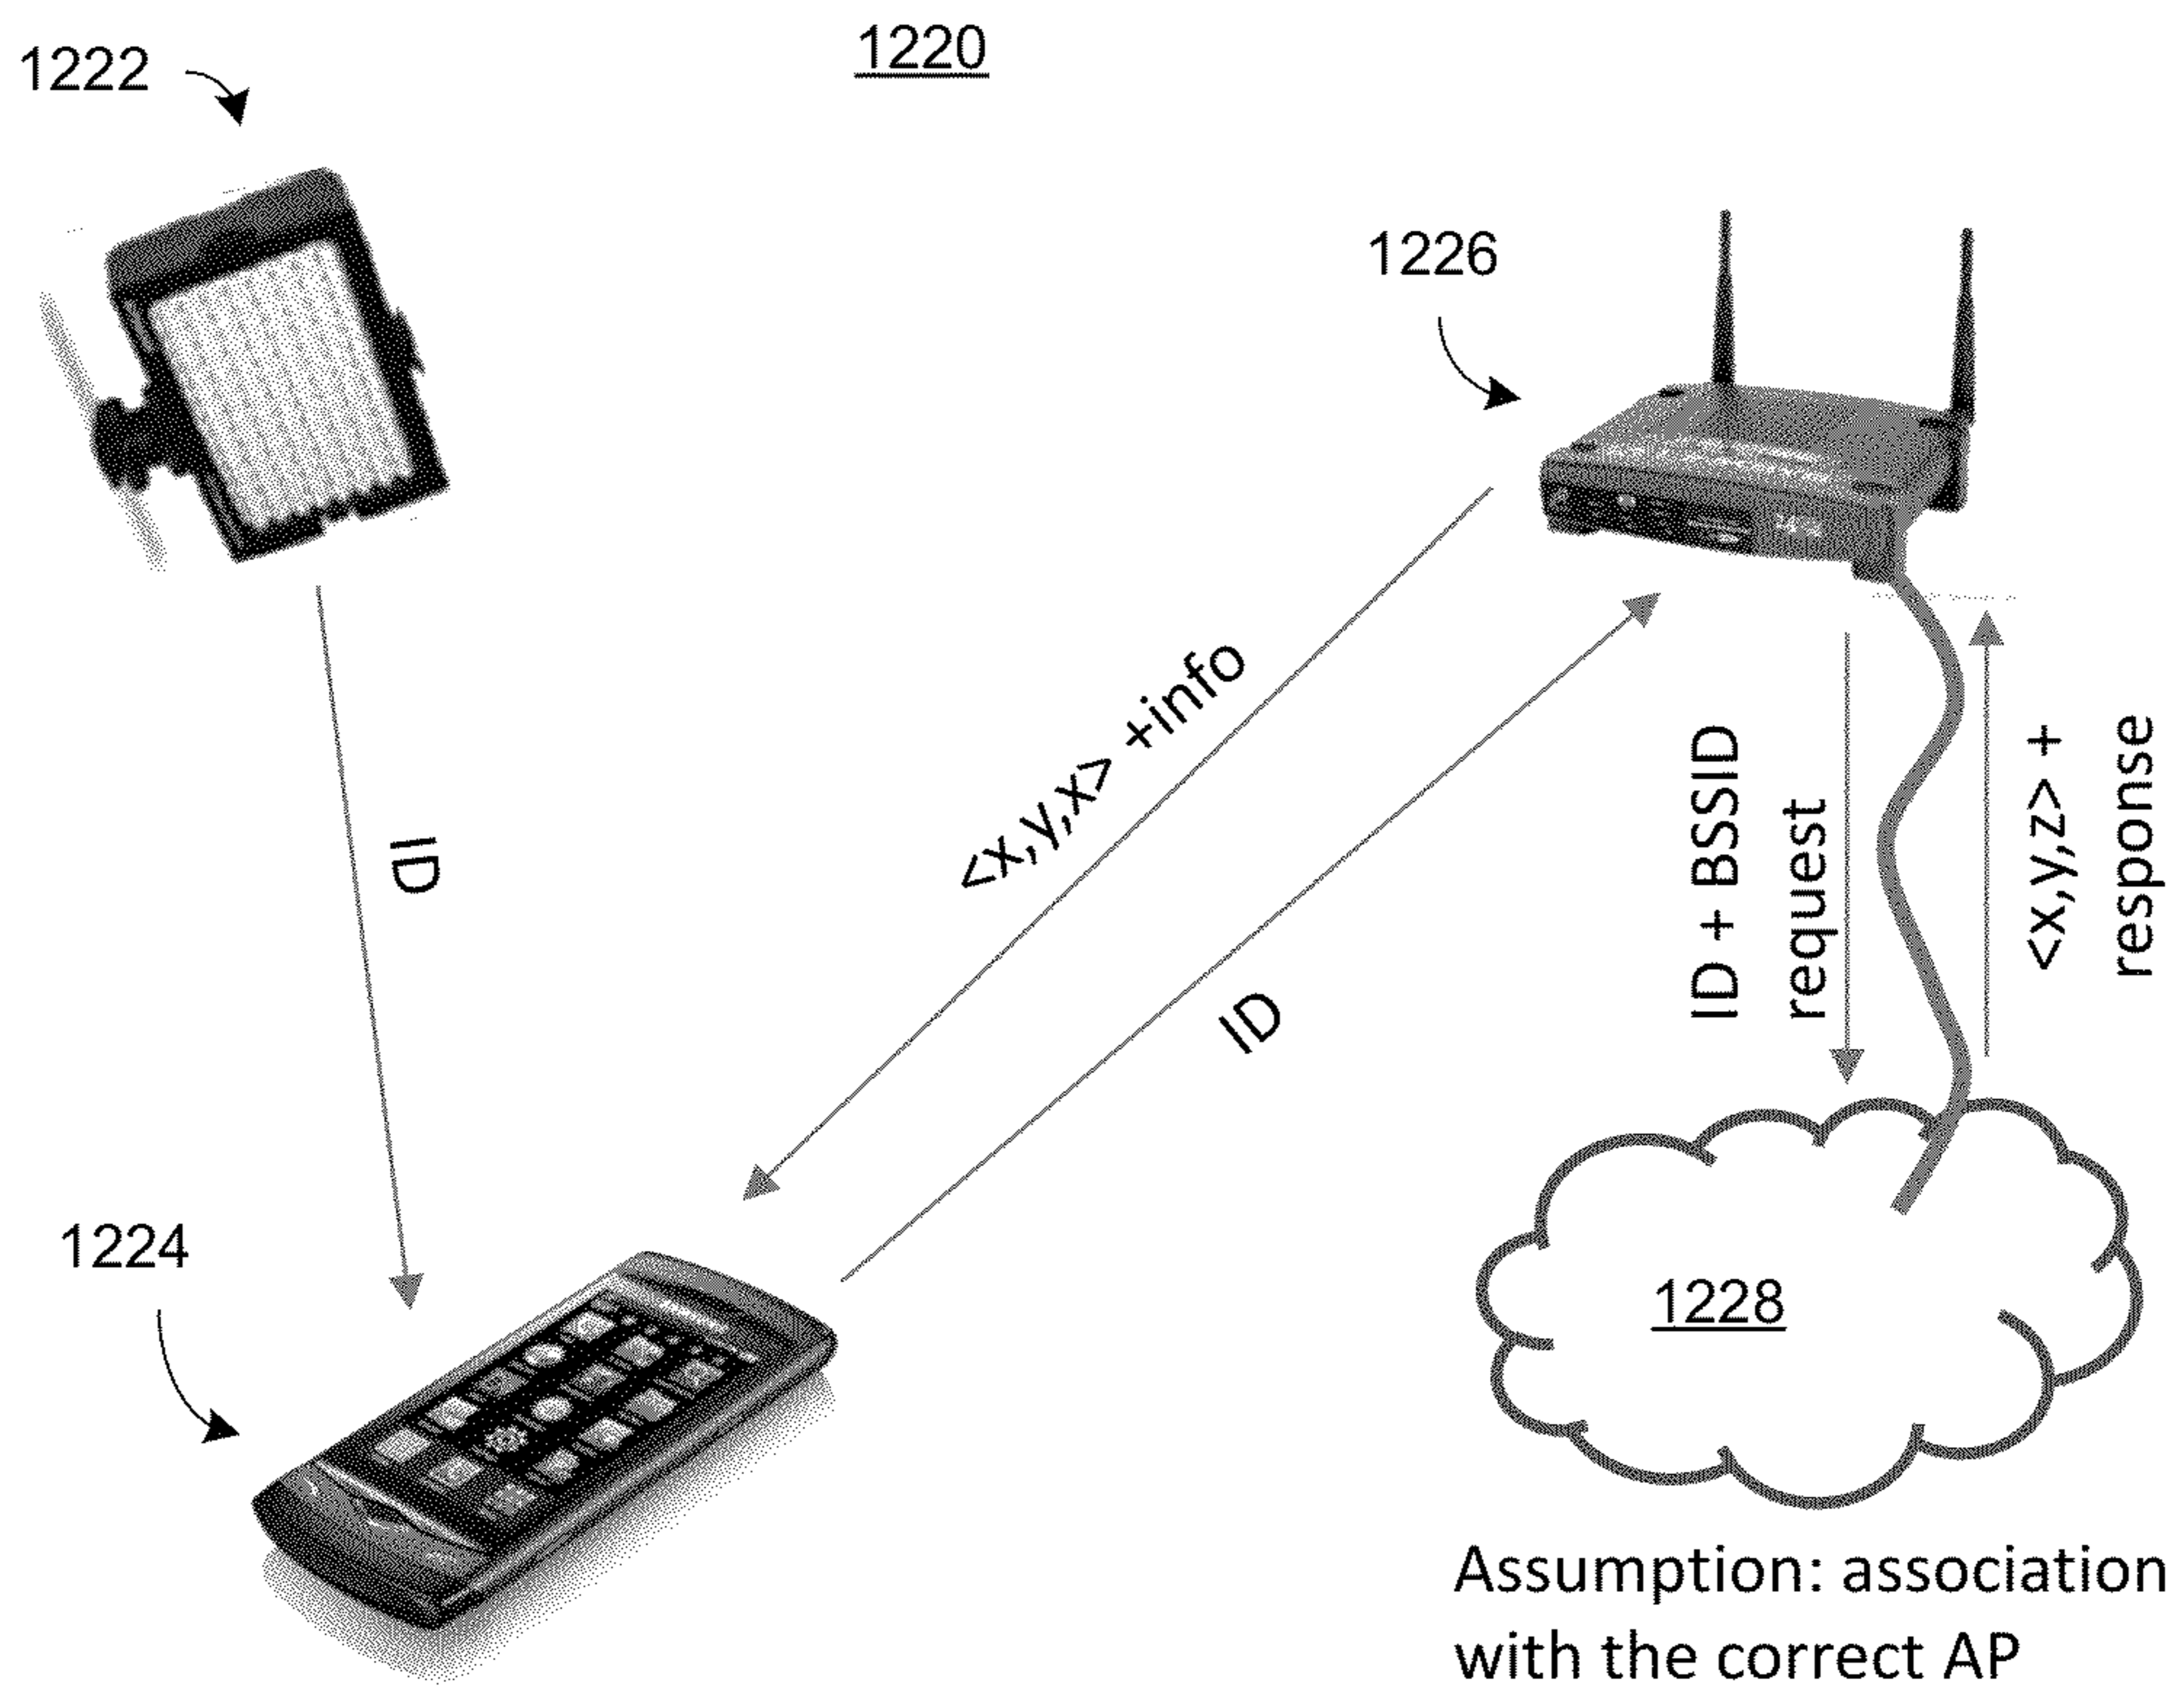 1220
1222
1226
<x,y,x> +info
ID
ID
ID + BSSID
request
<x,y,z> +
response
1224
1228
Assumption: association
with the correct AP